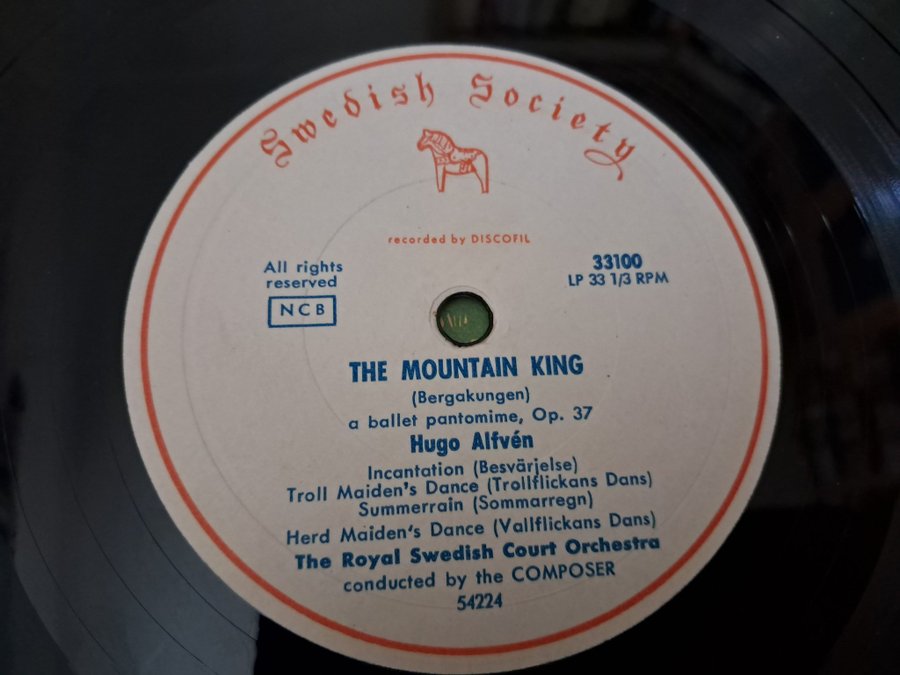 Swedish Society
recorded by DISCOFIL
All rights
reserved
NCB
33100
LP 33 1/3 RPM
THE MOUNTAIN KING
(Bergakungen)
a ballet pantomime, Op. 37
Hugo Alfvén
Incantation (Besvärjelse)
Troll Maiden's Dance (Trollflickans Dans)
Summerrain (Sommarregn)
Herd Maiden's Dance (Vallflickans Dans)
The Royal Swedish Court Orchestra
conducted by the COMPOSER
54224